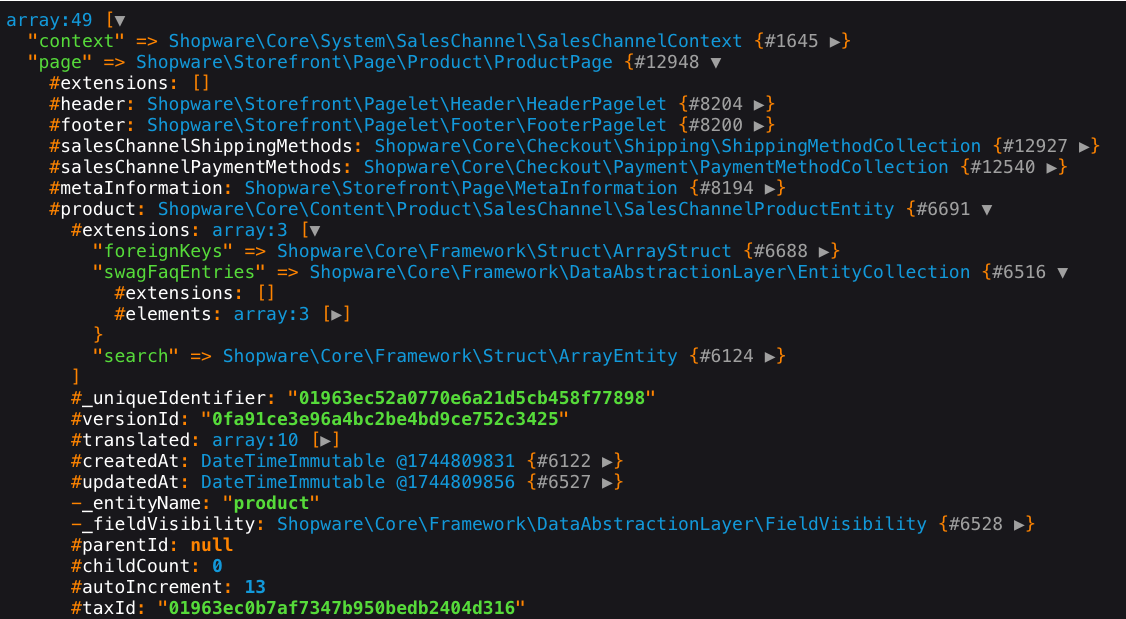 array:49 [▼
  "context" => Shopware\Core\System\SalesChannel\SalesChannelContext {#1645 ▶}
  "page" => Shopware\Storefront\Page\Product\ProductPage {#12948 ▼
    #extensions: []
    #header: Shopware\Storefront\Pagelet\Header\HeaderPagelet {#8204 ▶}
    #footer: Shopware\Storefront\Pagelet\Footer\FooterPagelet {#8200 ▶}
    #salesChannelShippingMethods: Shopware\Core\Checkout\Shipping\ShippingMethodCollection {#12927 ▶}
    #salesChannelPaymentMethods: Shopware\Core\Checkout\Payment\PaymentMethodCollection {#12540 ▶}
    #metaInformation: Shopware\Storefront\Page\MetaInformation {#8194 ▶}
    #product: Shopware\Core\Content\Product\SalesChannel\SalesChannelProductEntity {#6691 ▼
      #extensions: array:3 [▼
        "foreignKeys" => Shopware\Core\Framework\Struct\ArrayStruct {#6688 ▶}
        "swagFaqEntries" => Shopware\Core\Framework\DataAbstractionLayer\EntityCollection {#6516 ▼
          #extensions: []
          #elements: array:3 [▶]
        }
        "search" => Shopware\Core\Framework\Struct\ArrayEntity {#6124 ▶}
      ]
      #_uniqueIdentifier: "01963ec52a0770e6a21d5cb458f77898"
      #versionId: "0fa91ce3e96a4bc2be4bd9ce752c3425"
      #translated: array:10 [▶]
      #createdAt: DateTimeImmutable @1744809831 {#6122 ▶}
      #updatedAt: DateTimeImmutable @1744809856 {#6527 ▶}
      -_entityName: "product"
      -_fieldVisibility: Shopware\Core\Framework\DataAbstractionLayer\FieldVisibility {#6528 ▶}
      #parentId: null
      #childCount: 0
      #autoIncrement: 13
      #taxId: "01963ec0b7af7347b950bedb2404d316"